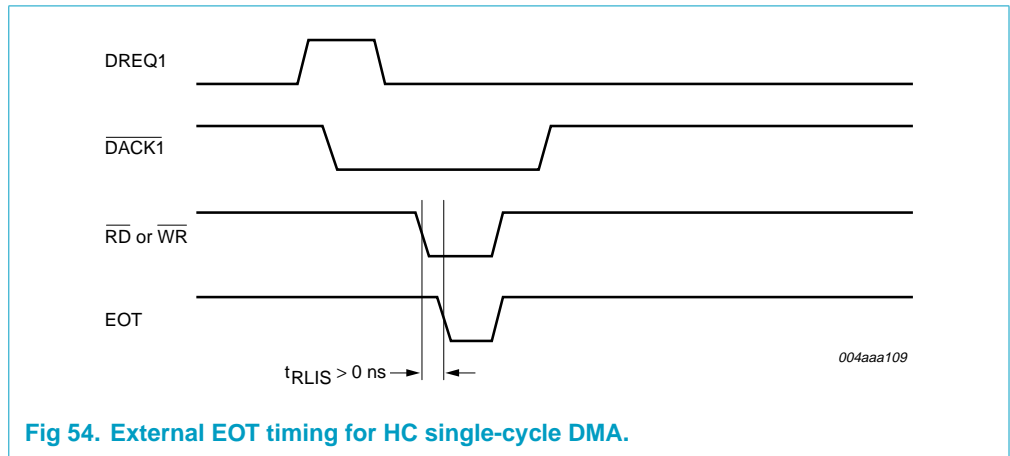 DREQ1
DACK1
RD or WR
EOT
tRLIS > 0 ns
004aaa109
Fig 54. External EOT timing for HC single-cycle DMA.